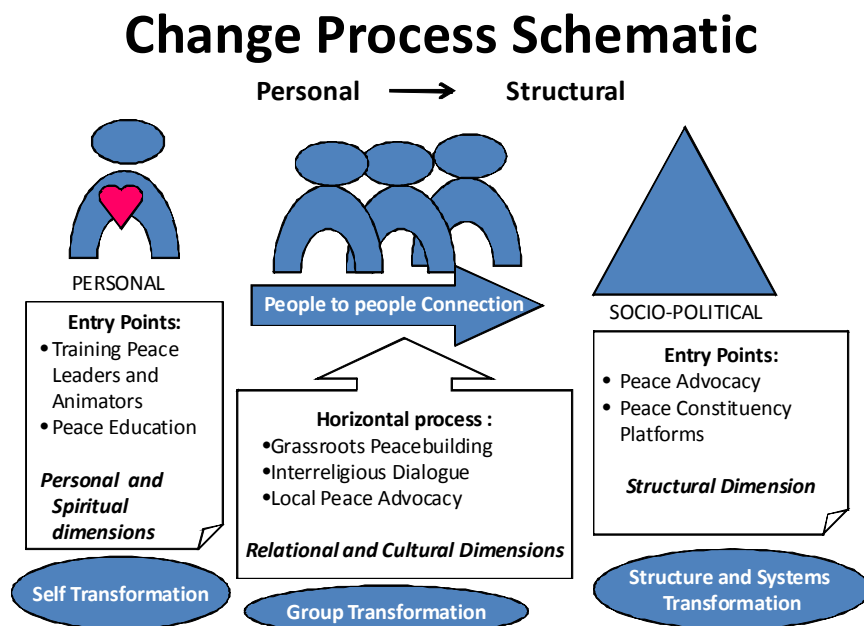 Change Process Schematic
Personal → Structural
PERSONAL
Entry Points:
•Training Peace
Leaders and
Animators
•Peace Education
Personal and
Spiritual
dimensions
Self Transformation
People to people Connection
Horizontal process :
•Grassroots Peacebuilding
•Interreligious Dialogue
•Local Peace Advocacy
Relational and Cultural Dimensions
Group Transformation
SOCIO-POLITICAL
Entry Points:
• Peace Advocacy
• Peace Constituency
Platforms
Structural Dimension
Structure and Systems
Transformation